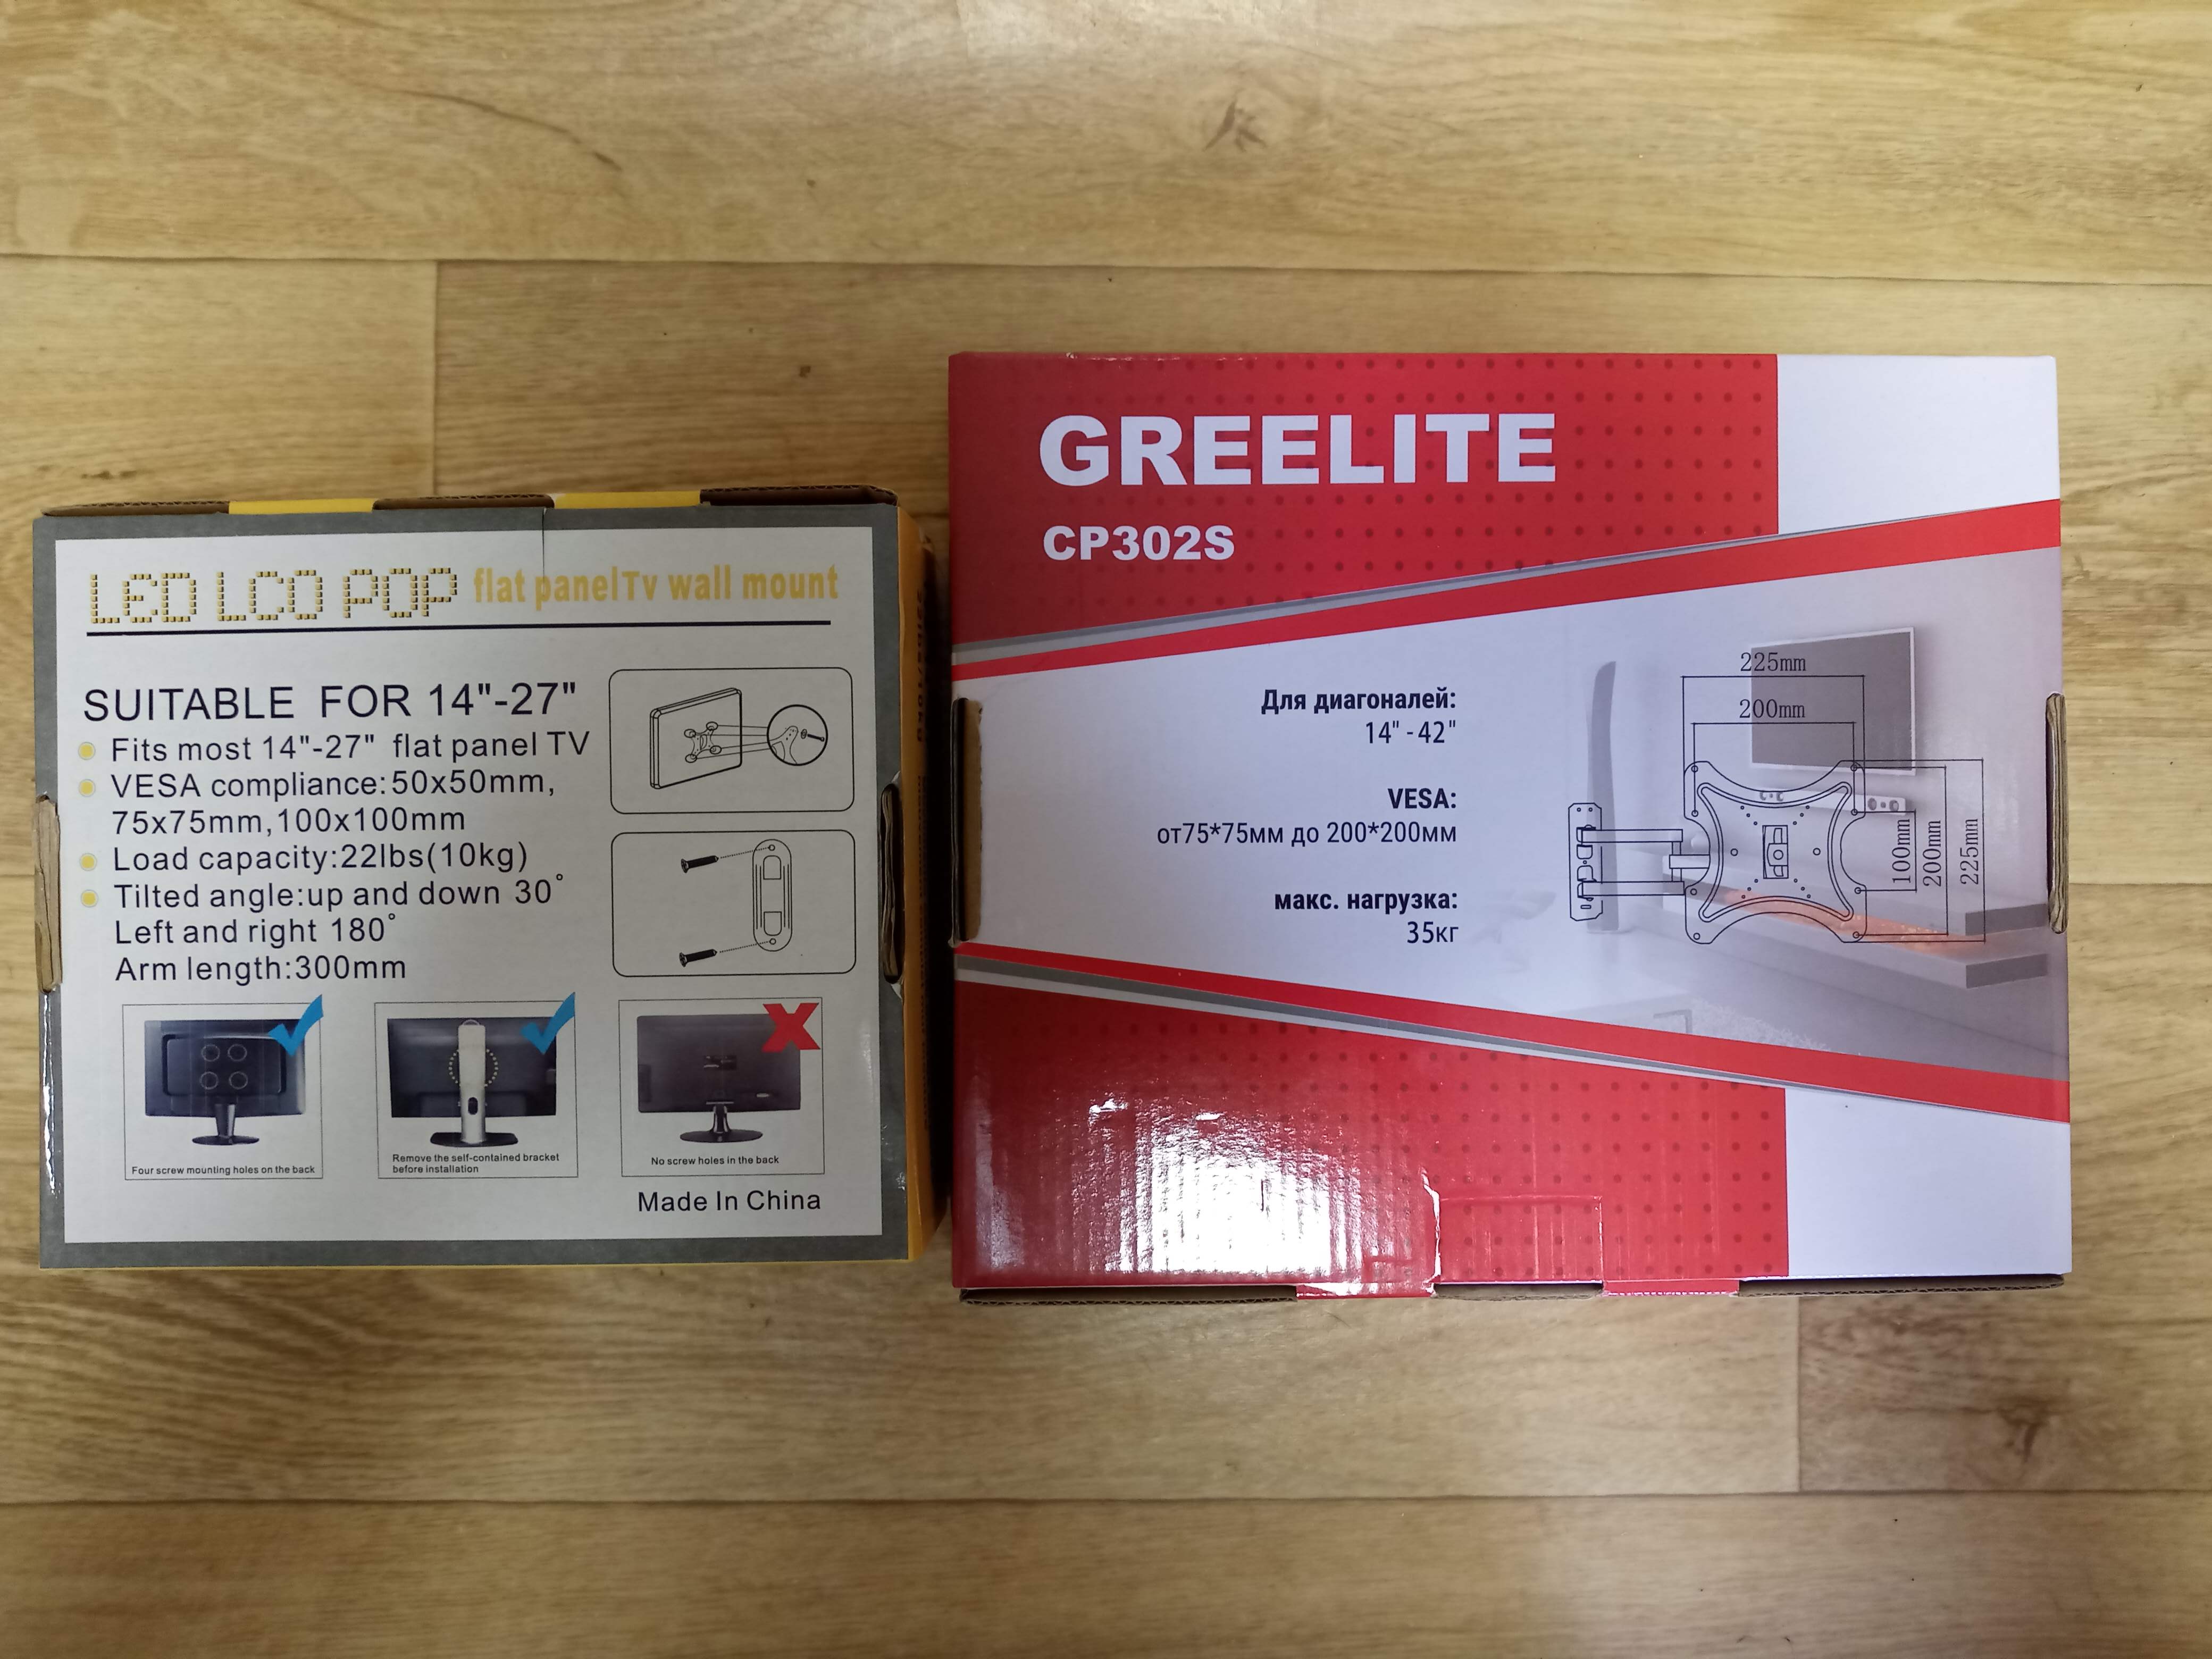 LED LCD PDP flat panelTv wall mount
SUITABLE FOR 14"-27"
Fits most 14"-27" flat panel TV
VESA compliance:50x50mm,
75x75mm,100x100mm
Load capacity:22lbs(10kg)
Tilted angle:up and down 30°
Left and right 180°
Arm length:300mm
Four screw mounting holes on the back
Remove the self-contained bracket
before installation
No screw holes in the back
Made In China
GREELITE
CP302S
Для диагоналей:
14" - 42"
VESA:
от75*75мм до 200*200мм
макс. нагрузка:
35кг
225mm
200mm
100mm
200mm
225mm